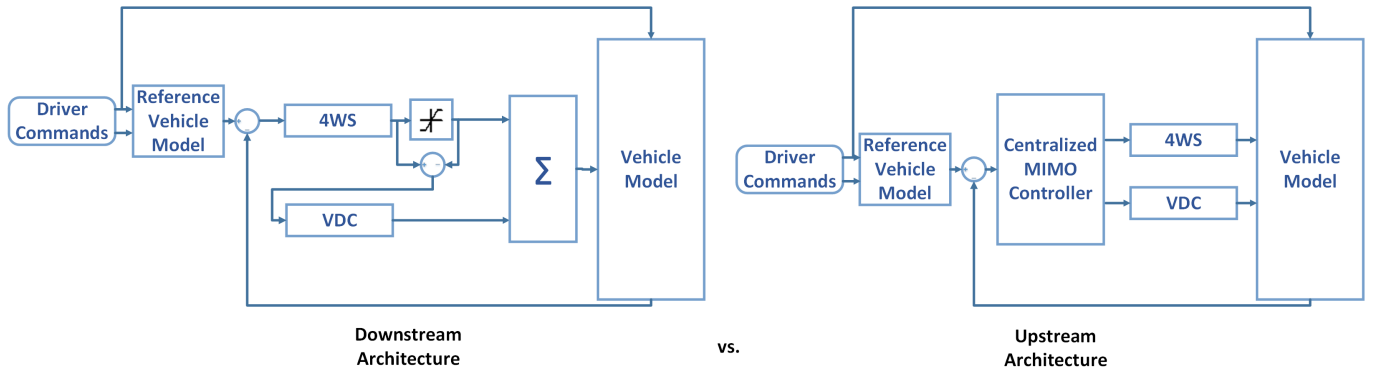 Driver
Commands
Reference
Vehicle
Model
+
-
4WS
+
-
VDC
Σ
Vehicle
Model
Downstream
Architecture
vs.
Driver
Commands
Reference
Vehicle
Model
+
-
Centralized
MIMO
Controller
4WS
VDC
Vehicle
Model
Upstream
Architecture